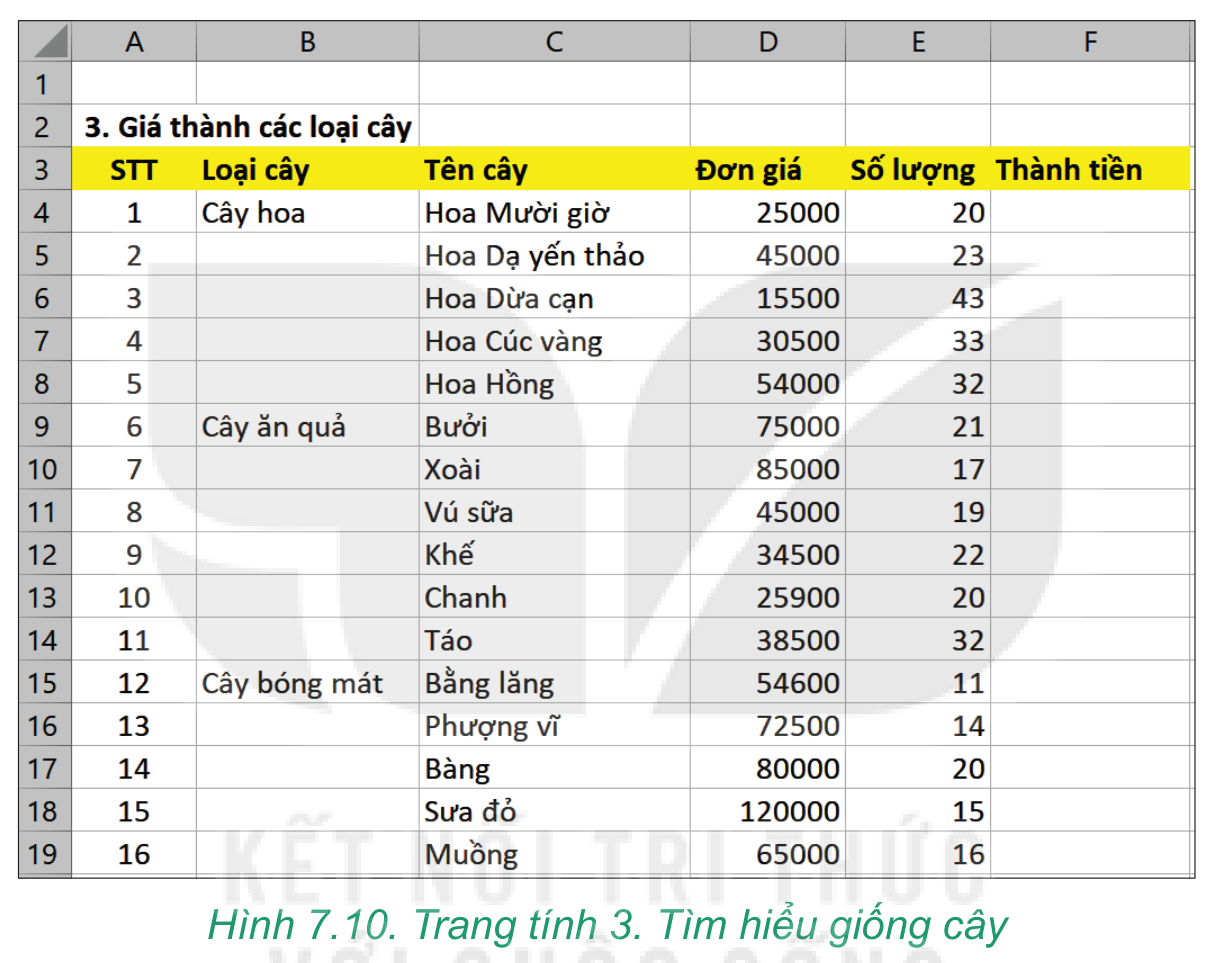 A B C D E F
1
2 3. Giá thành các loại cây
3 STT Loại cây Tên cây Đơn giá Số lượng Thành tiền
4 1 Cây hoa Hoa Mười giờ 25000 20
5 2 Hoa Dạ yến thảo 45000 23
6 3 Hoa Dừa cạn 15500 43
7 4 Hoa Cúc vàng 30500 33
8 5 Hoa Hồng 54000 32
9 6 Cây ăn quả Bưởi 75000 21
10 7 Xoài 85000 17
11 8 Vú sữa 45000 19
12 9 Khế 34500 22
13 10 Chanh 25900 20
14 11 Táo 38500 32
15 12 Cây bóng mát Bằng lăng 54600 11
16 13 Phượng vĩ 72500 14
17 14 Bàng 80000 20
18 15 Sưa đỏ 120000 15
19 16 Muồng 65000 16
KẾT NỐI TRI THỨC
Hình 7.10. Trang tính 3. Tìm hiểu giống cây